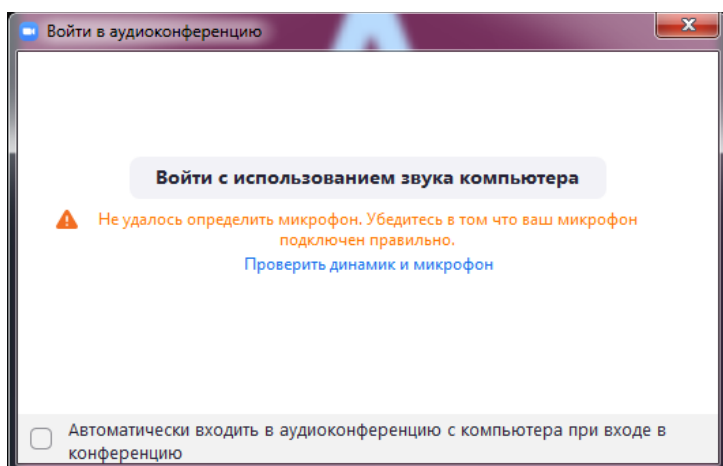 Войти в аудиоконференцию
Войти с использованием звука компьютера
Не удалось определить микрофон. Убедитесь в том что ваш микрофон
подключен правильно.
Проверить динамик и микрофон
Автоматически входить в аудиоконференцию с компьютера при входе в
конференцию